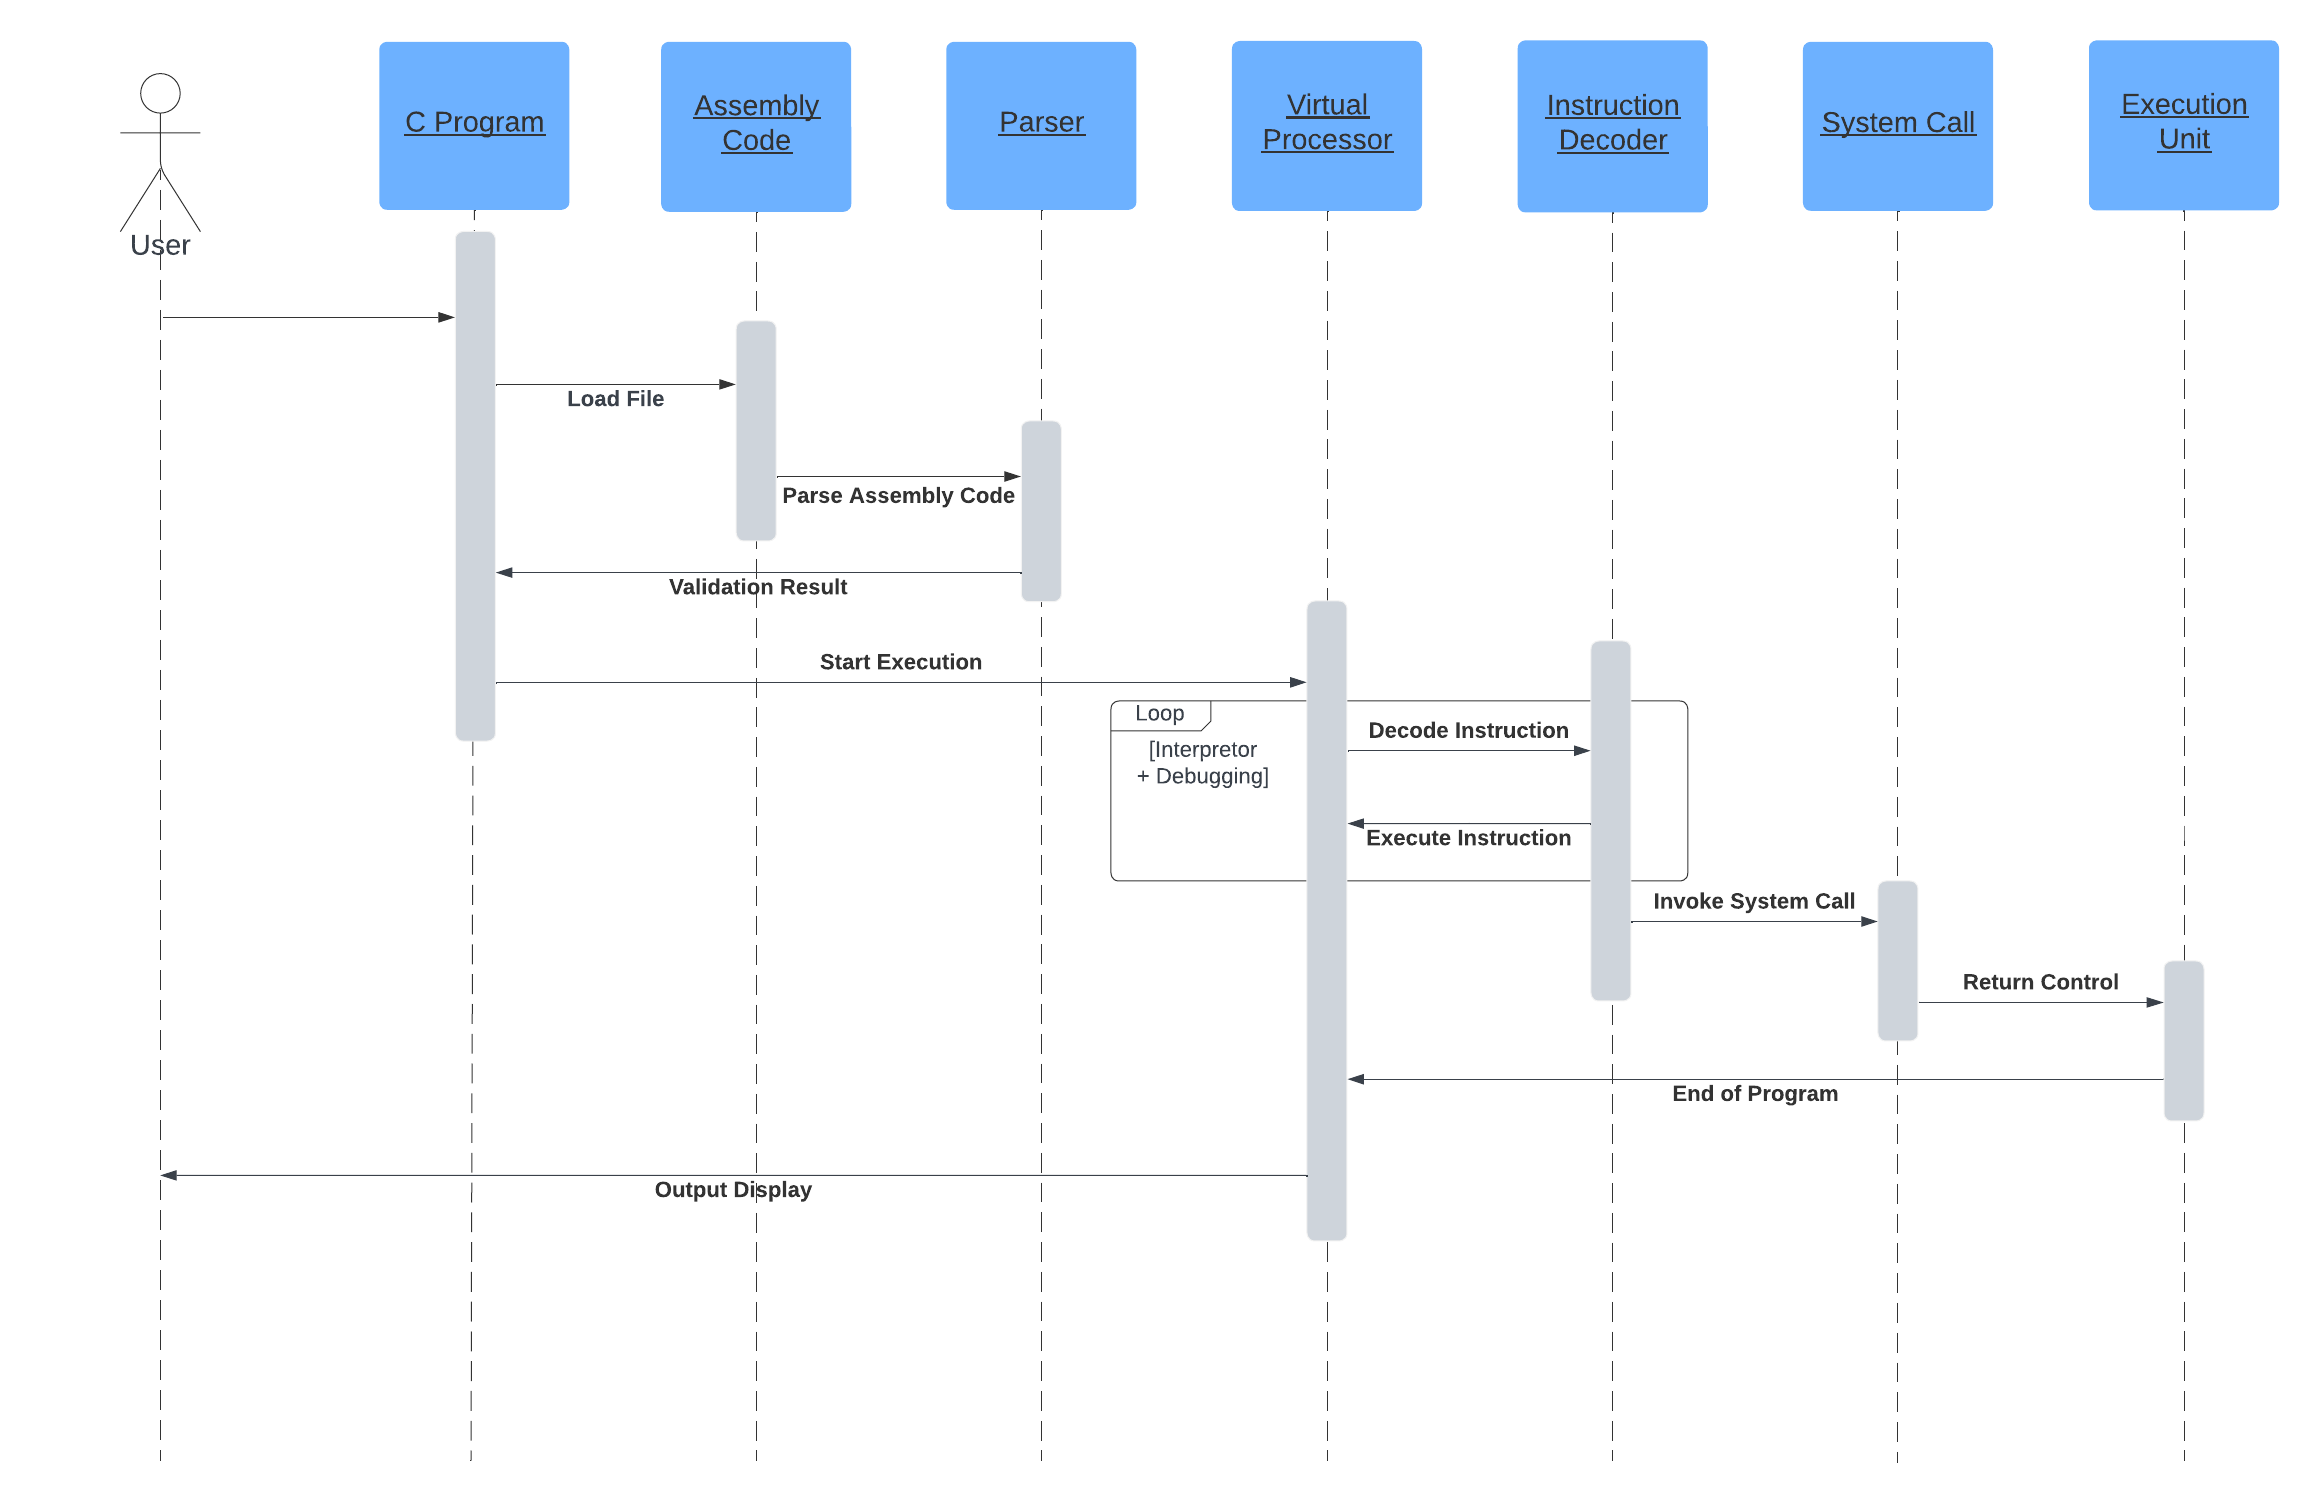 User
C Program
Assembly
Code
Parser
Virtual
Processor
Instruction
Decoder
System Call
Execution
Unit
Load File
Parse Assembly Code
Validation Result
Start Execution
Loop
[Interpretor
+ Debugging]
Decode Instruction
Execute Instruction
Invoke System Call
Return Control
End of Program
Output Display